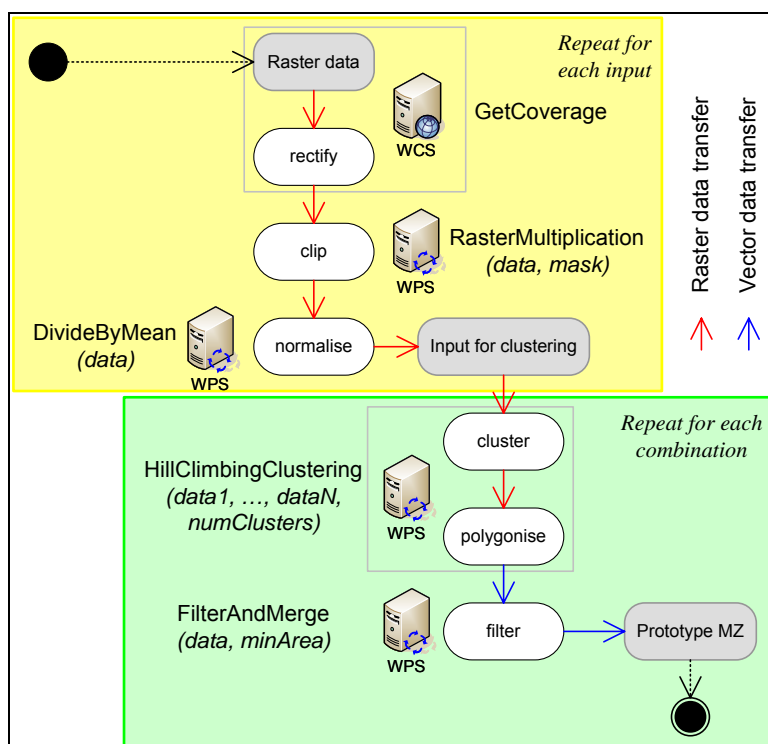 Repeat for
each input
Raster data
GetCoverage
WCS
rectify
clip
RasterMultiplication
(data, mask)
WPS
DivideByMean
(data)
WPS
normalise
Input for clustering
Raster data transfer
Vector data transfer
Repeat for each
combination
cluster
HillClimbingClustering
(data1, …, dataN,
numClusters)
WPS
polygonise
FilterAndMerge
(data, minArea)
WPS
filter
Prototype MZ